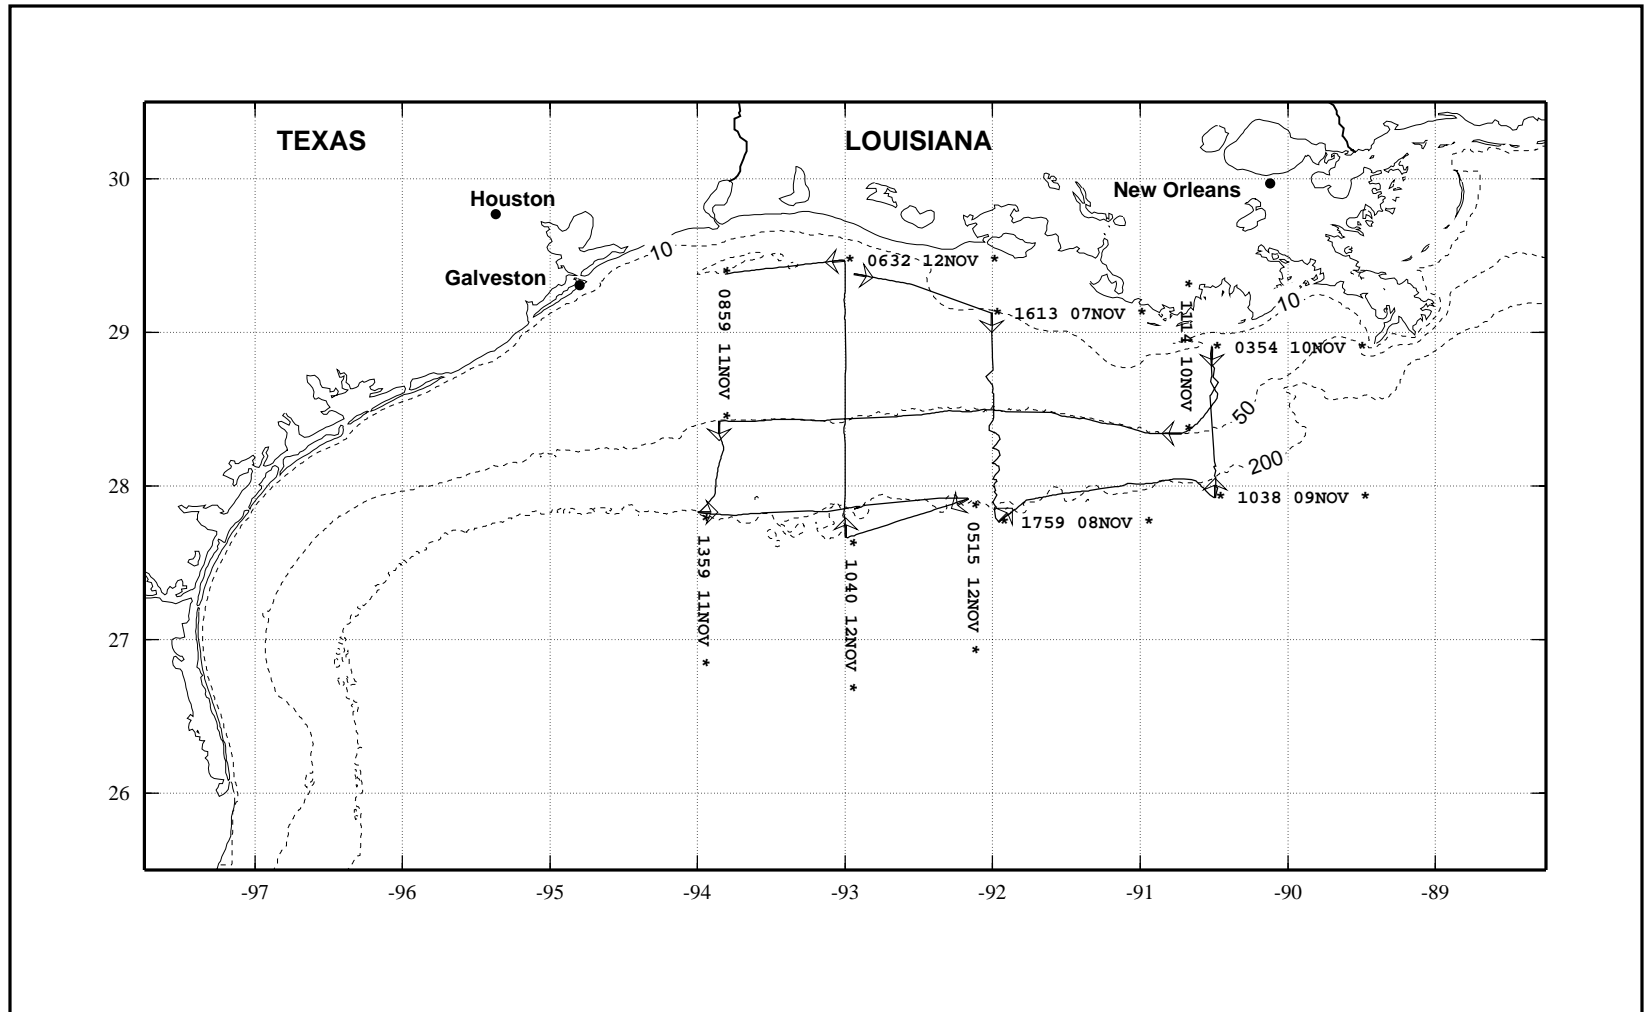 TEXAS
LOUISIANA
30
New Orleans
Houston
10
* 0632 12NOV *
Galveston
* 0859 11NOV *
* 1114 10NOV *
10
* 1613 07NOV *
29
* 0354 10NOV *
50
200
28
* 1038 09NOV *
* 1759 08NOV *
* 1359 11NOV *
* 1040 12NOV *
* 0515 12NOV *
27
26
-97 -96 -95 -94 -93 -92 -91 -90 -89